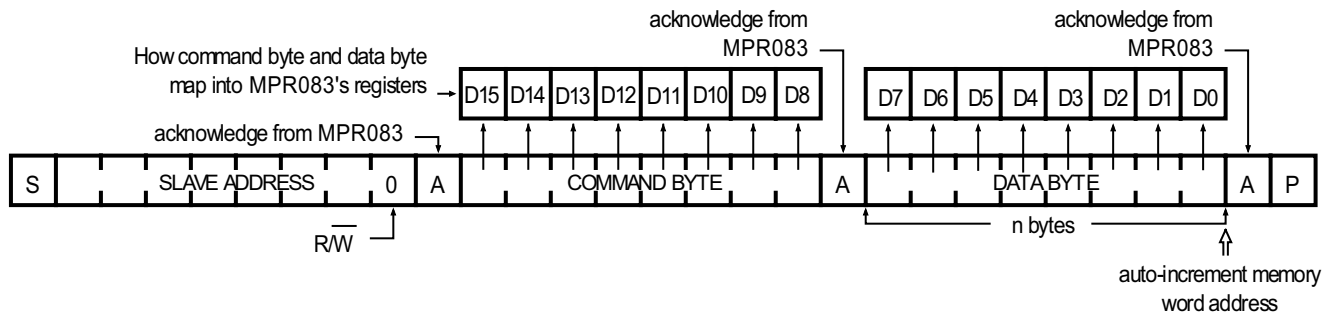 acknowledge from
MPR083
acknowledge from
MPR083
How command byte and data byte
map into MPR083's registers
D15 D14 D13 D12 D11 D10 D9 D8
D7 D6 D5 D4 D3 D2 D1 D0
acknowledge from MPR083
S SLAVE ADDRESS 0 A COMMAND BYTE A DATA BYTE A P
R/W̅
n bytes
auto-increment memory
word address